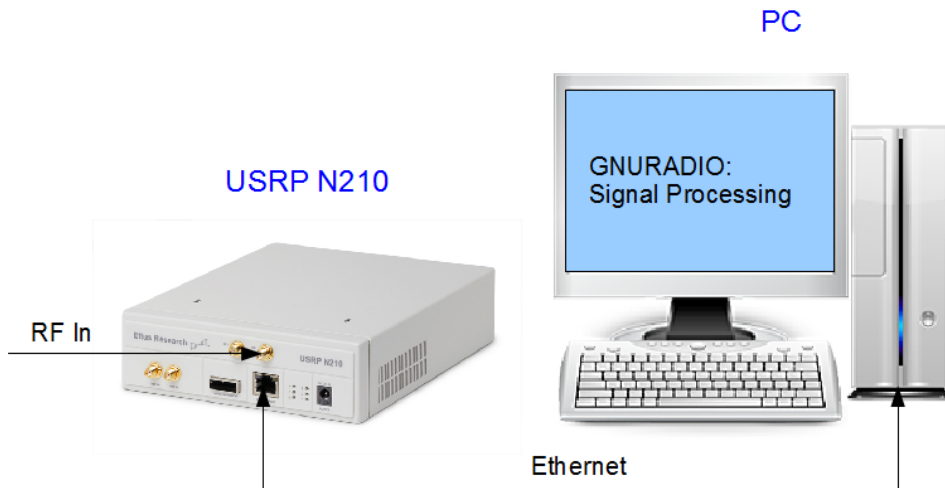 PC
USRP N210
GNURADIO:
Signal Processing
RF In
Ettus Research
USRP N210
Ethernet